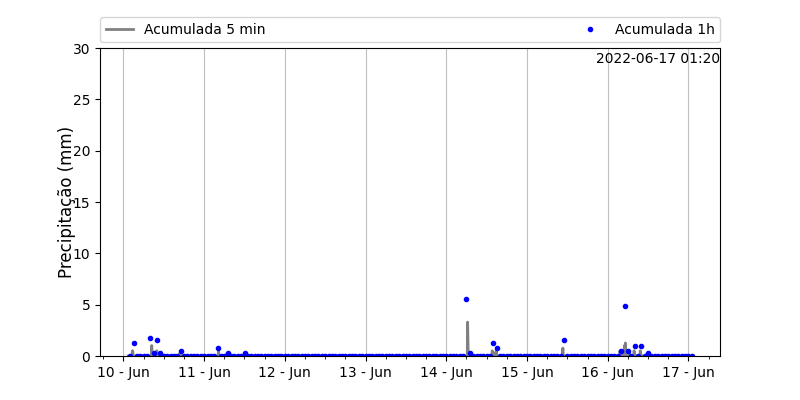 Acumulada 5 min
Acumulada 1h
2022-06-17 01:20
Precipitação (mm)
30
25
20
15
10
5
0
10 - Jun
11 - Jun
12 - Jun
13 - Jun
14 - Jun
15 - Jun
16 - Jun
17 - Jun